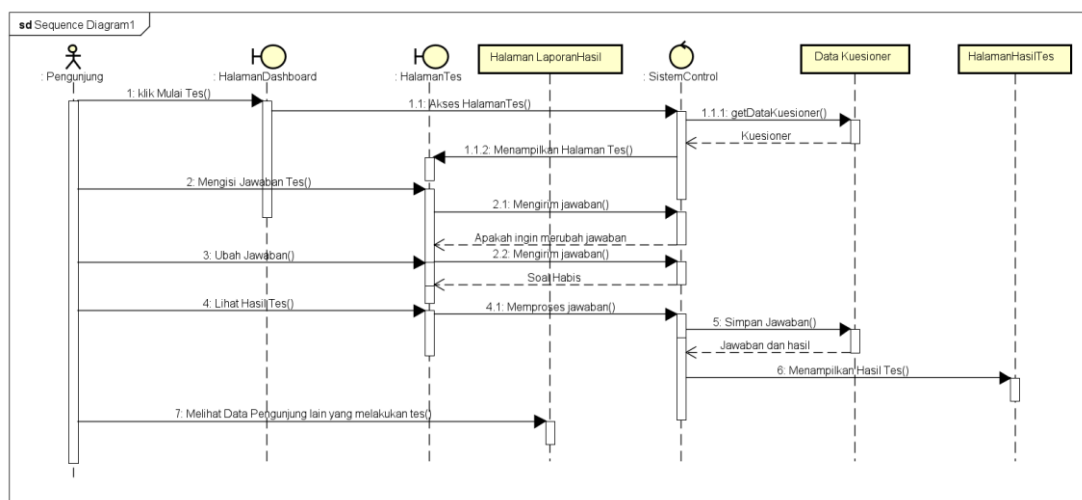 sd Sequence Diagram1
: Pengunjung
: HalamanDashboard
: HalamanTes
Halaman LaporanHasil
: SistemControl
Data Kuesioner
HalamanHasilTes
1: klik Mulai Tes()
1.1: Akses HalamanTes()
1.1.1: getDataKuesioner()
Kuesioner
1.1.2: Menampilkan Halaman Tes()
2: Mengisi Jawaban Tes()
2.1: Mengirim jawaban()
Apakah ingin merubah jawaban
3: Ubah Jawaban()
2.2: Mengirim jawaban()
Soal Habis
4: Lihat Hasil Tes()
4.1: Memproses jawaban()
5: Simpan Jawaban()
Jawaban dan hasil
6: Menampilkan Hasil Tes()
7: Melihat Data Pengunjung lain yang melakukan tes()